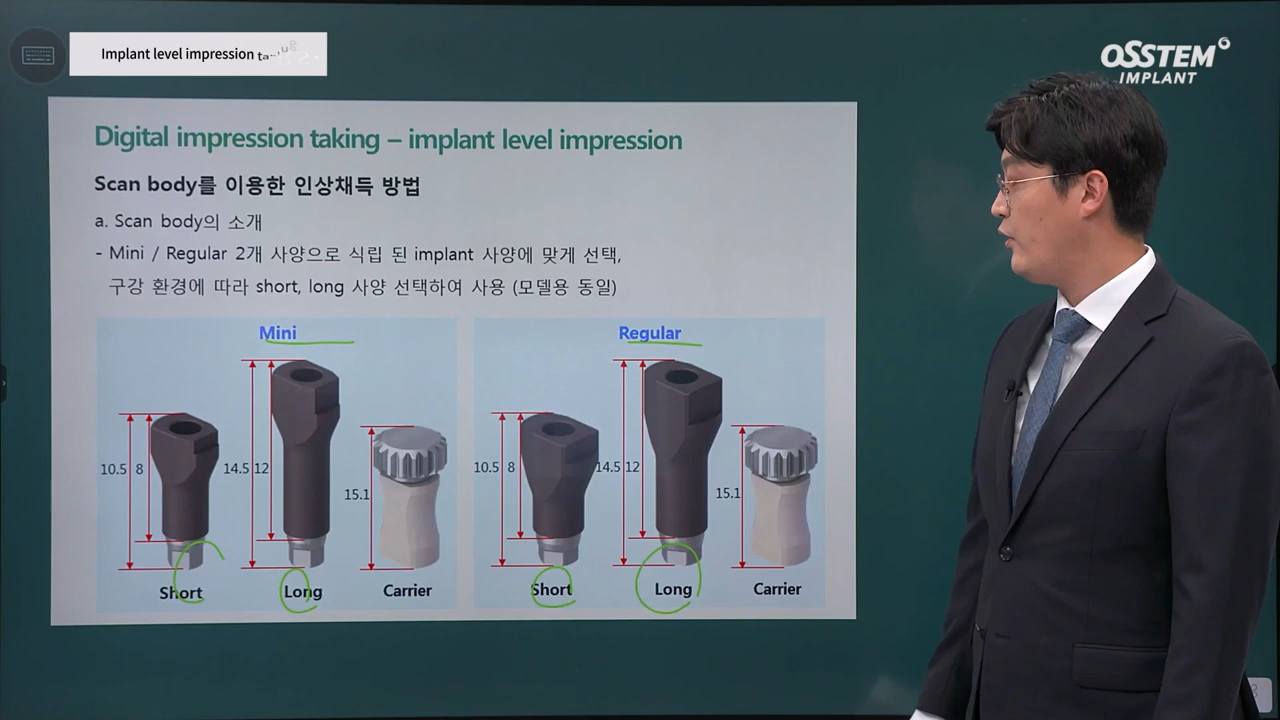 Implant level impression
OSSTEM
IMPLANT
Digital impression taking – implant level impression
Scan body를 이용한 인상채득 방법
a. Scan body의 소개
- Mini / Regular 2개 사양으로 식립 된 implant 사양에 맞게 선택,
구강 환경에 따라 short, long 사양 선택하여 사용 (모델용 동일)
Mini
Regular
10.5 8 14.5 12 15.1
10.5 8 14.5 12 15.1
Short Long Carrier
Short Long Carrier